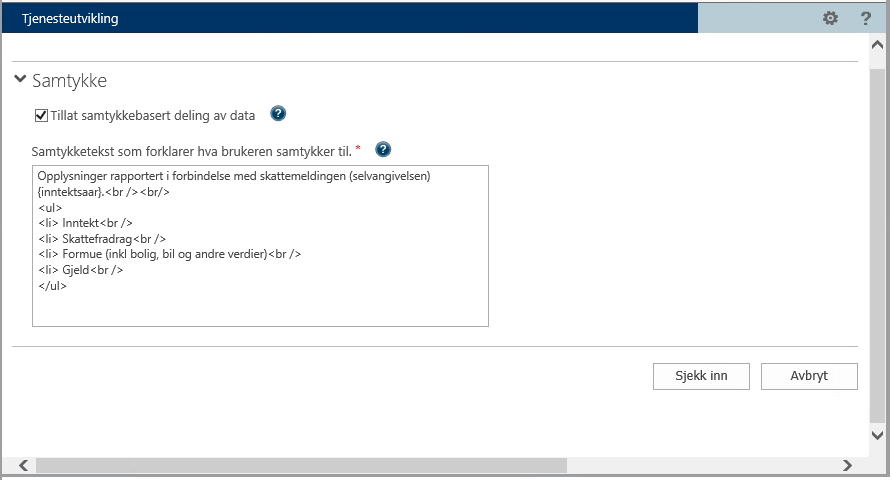 Tjenesteutvikling
?
Samtykke
Tillat samtykkebasert deling av data ?
Samtykketekst som forklarer hva brukeren samtykker til. * ?
Opplysninger rapportert i forbindelse med skattemeldingen (selvangivelsen)
{inntektsaar}.<br /><br/>
<ul>
<li> Inntekt<br />
<li> Skattefradrag<br />
<li> Formue (inkl bolig, bil og andre verdier)<br />
<li> Gjeld<br />
</ul>
Sjekk inn
Avbryt